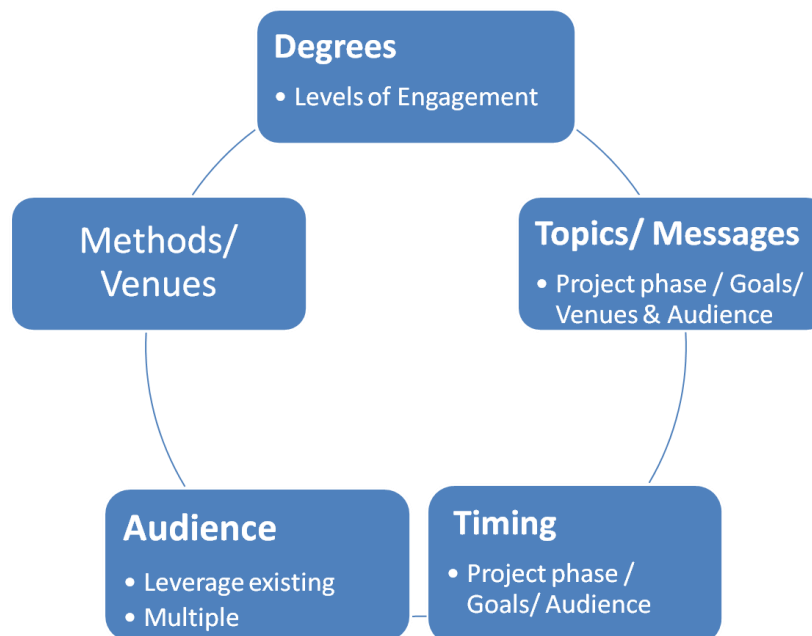 Degrees
• Levels of Engagement
Topics/ Messages
• Project phase / Goals/
Venues & Audience
Timing
• Project phase /
Goals/ Audience
Audience
• Leverage existing
• Multiple
Methods/
Venues